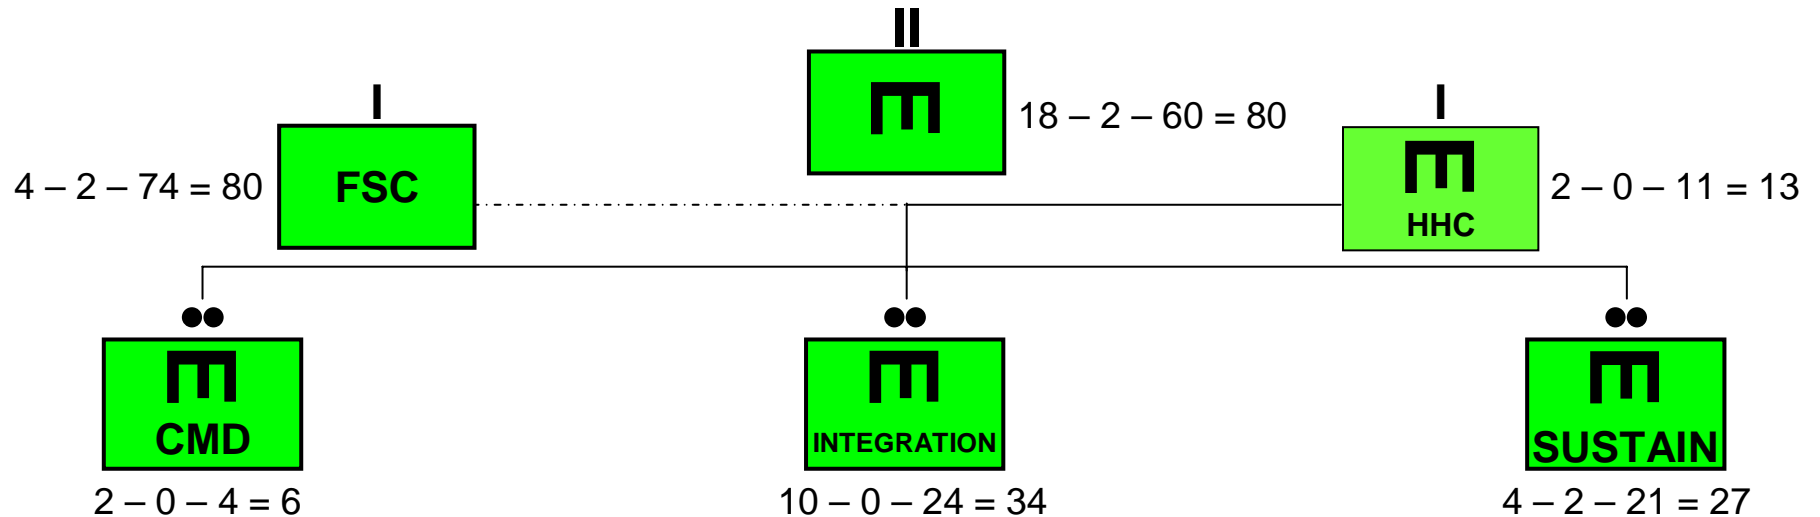 18 – 2 – 60 = 80
4 – 2 – 74 = 80
FSC
HHC
2 – 0 – 11 = 13
CMD
2 – 0 – 4 = 6
INTEGRATION
10 – 0 – 24 = 34
SUSTAIN
4 – 2 – 21 = 27